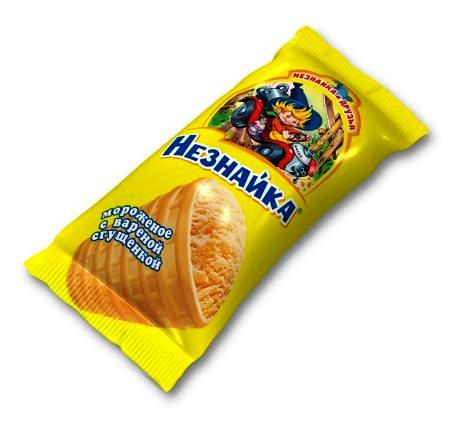 НЕЗНАЙКА И ДРУЗЬЯ
НЕЗНАЙКА
мороженое
с вареной
сгущенкой